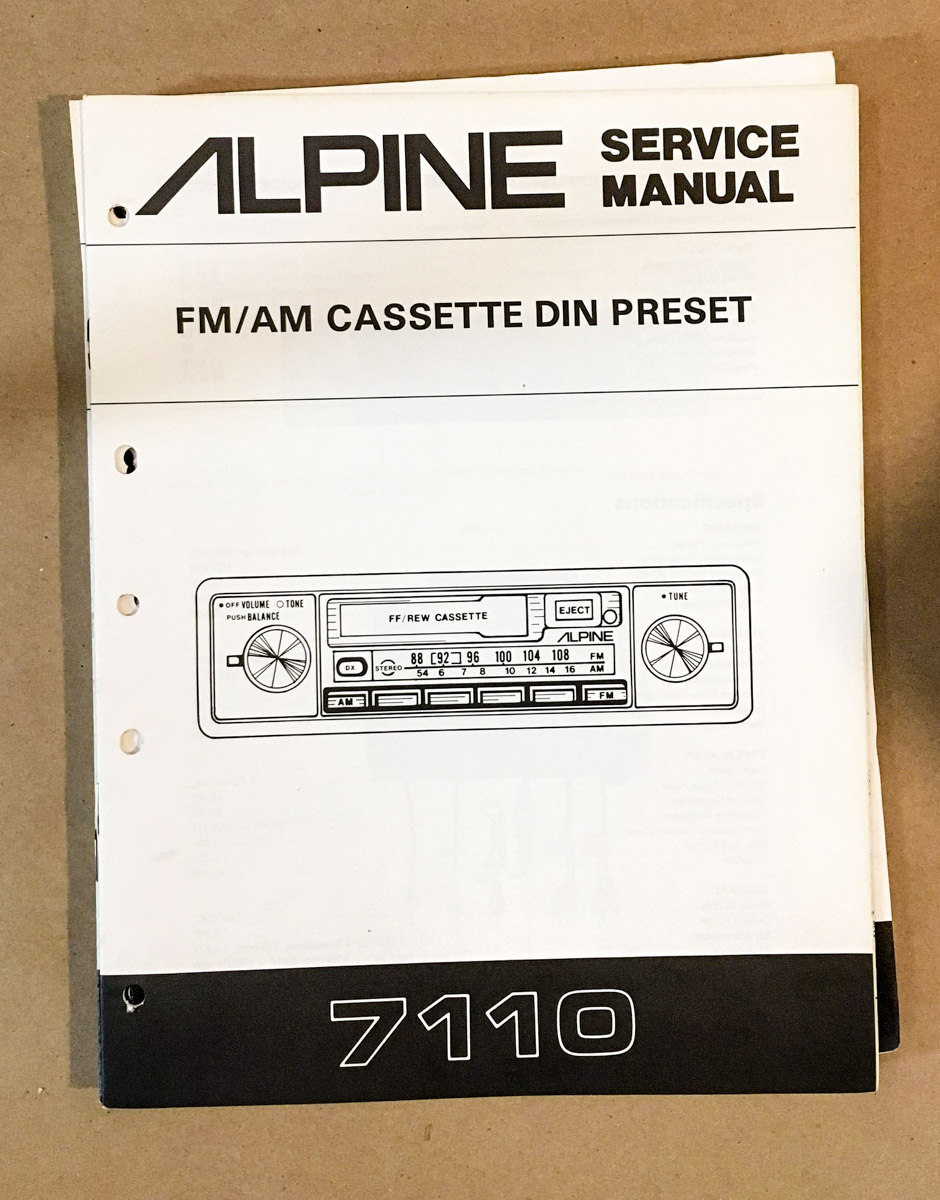 ALPINE SERVICE MANUAL
FM/AM CASSETTE DIN PRESET
Specifications
OFF VOLUME TONE
PUSH BALANCE
FF/REW CASSETTE
EJECT
ALPINE
TUNE
DX
STEREO
88 [92] 96 100 104 108 FM
54 6 7 8 10 12 14 16 AM
AM
FM
7110